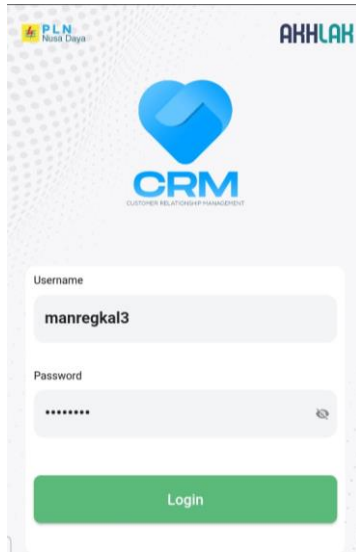 PLN
Nusa Daya
AKHLAK
CRM
CUSTOMER RELATIONSHIP MANAGEMENT
Username
manregkal3
Password
••••••••
Login